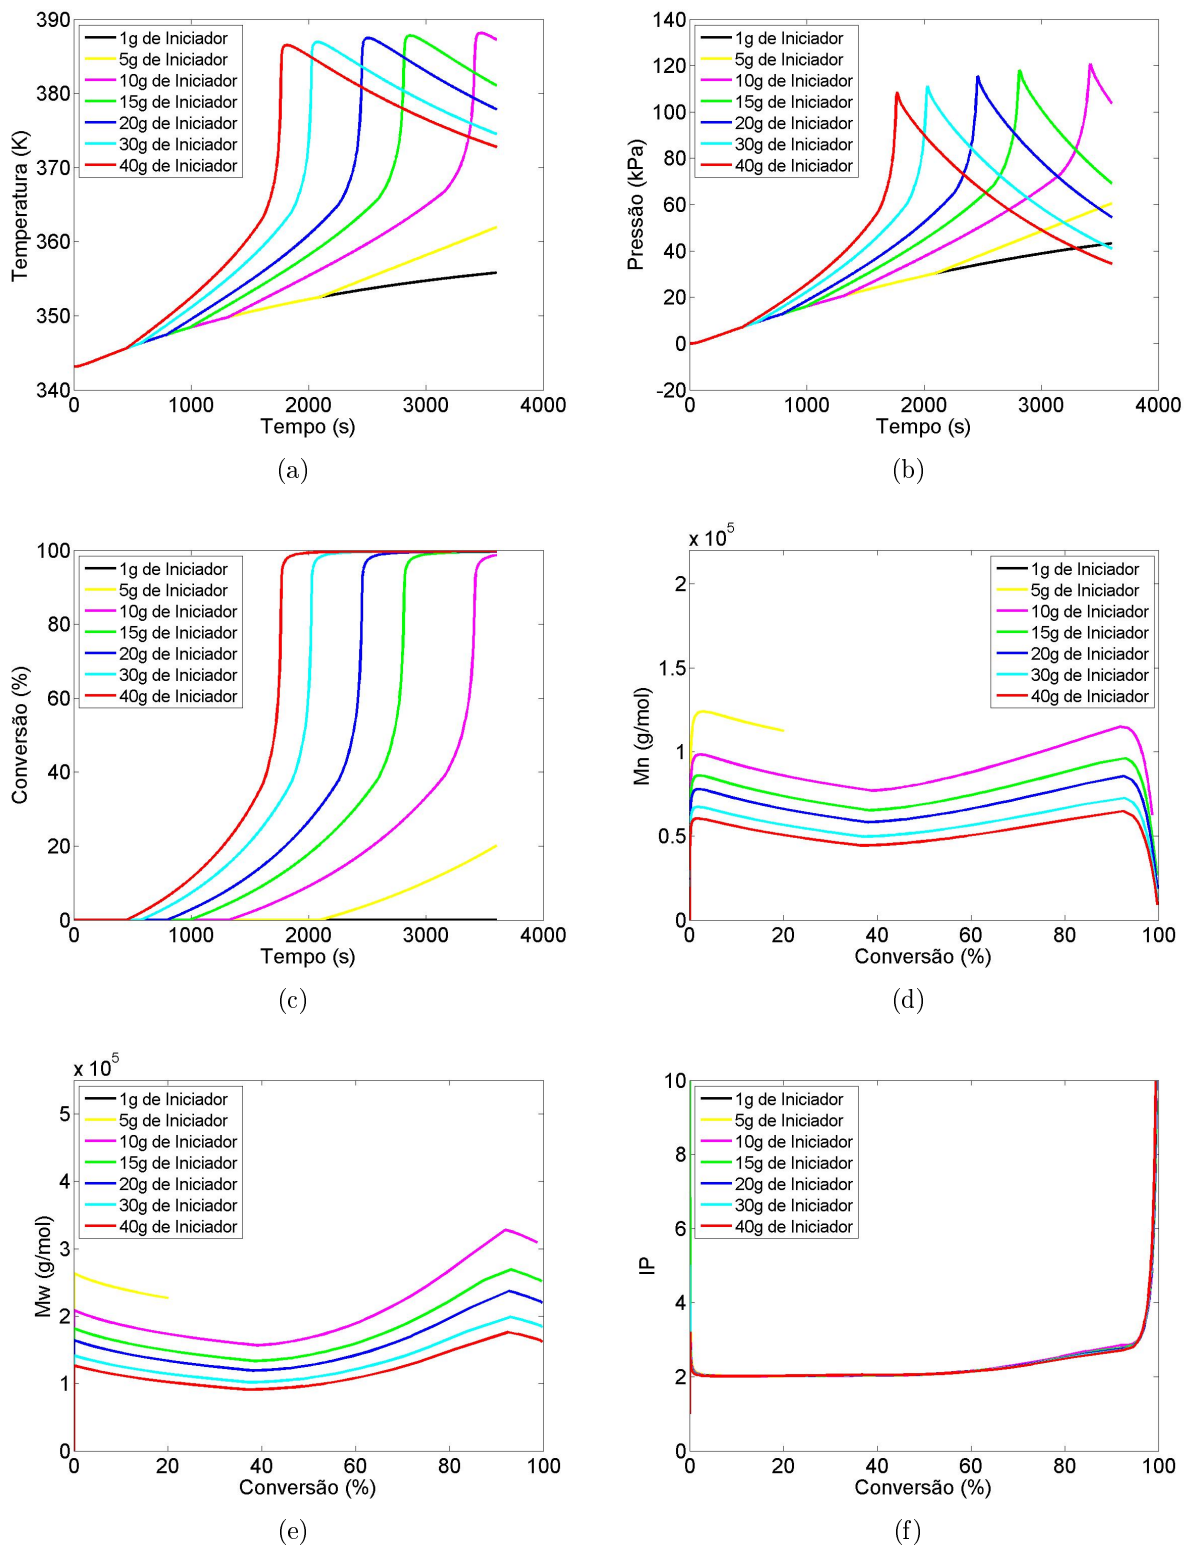 390
380
370
360
350
340
Temperatura (K)
1g de Iniciador
5g de Iniciador
10g de Iniciador
15g de Iniciador
20g de Iniciador
30g de Iniciador
40g de Iniciador
0 1000 2000 3000 4000
Tempo (s)
(a)
140
120
100
80
60
40
20
0
-20
Pressão (kPa)
1g de Iniciador
5g de Iniciador
10g de Iniciador
15g de Iniciador
20g de Iniciador
30g de Iniciador
40g de Iniciador
0 1000 2000 3000 4000
Tempo (s)
(b)
100
80
60
40
20
0
Conversão (%)
1g de Iniciador
5g de Iniciador
10g de Iniciador
15g de Iniciador
20g de Iniciador
30g de Iniciador
40g de Iniciador
0 1000 2000 3000 4000
Tempo (s)
(c)
x 10^5
2
1.5
1
0.5
0
Mn (g/mol)
1g de Iniciador
5g de Iniciador
10g de Iniciador
15g de Iniciador
20g de Iniciador
30g de Iniciador
40g de Iniciador
0 20 40 60 80 100
Conversão (%)
(d)
x 10^5
5
4
3
2
1
0
Mw (g/mol)
1g de Iniciador
5g de Iniciador
10g de Iniciador
15g de Iniciador
20g de Iniciador
30g de Iniciador
40g de Iniciador
0 20 40 60 80 100
Conversão (%)
(e)
10
8
6
4
2
0
IP
1g de Iniciador
5g de Iniciador
10g de Iniciador
15g de Iniciador
20g de Iniciador
30g de Iniciador
40g de Iniciador
0 20 40 60 80 100
Conversão (%)
(f)